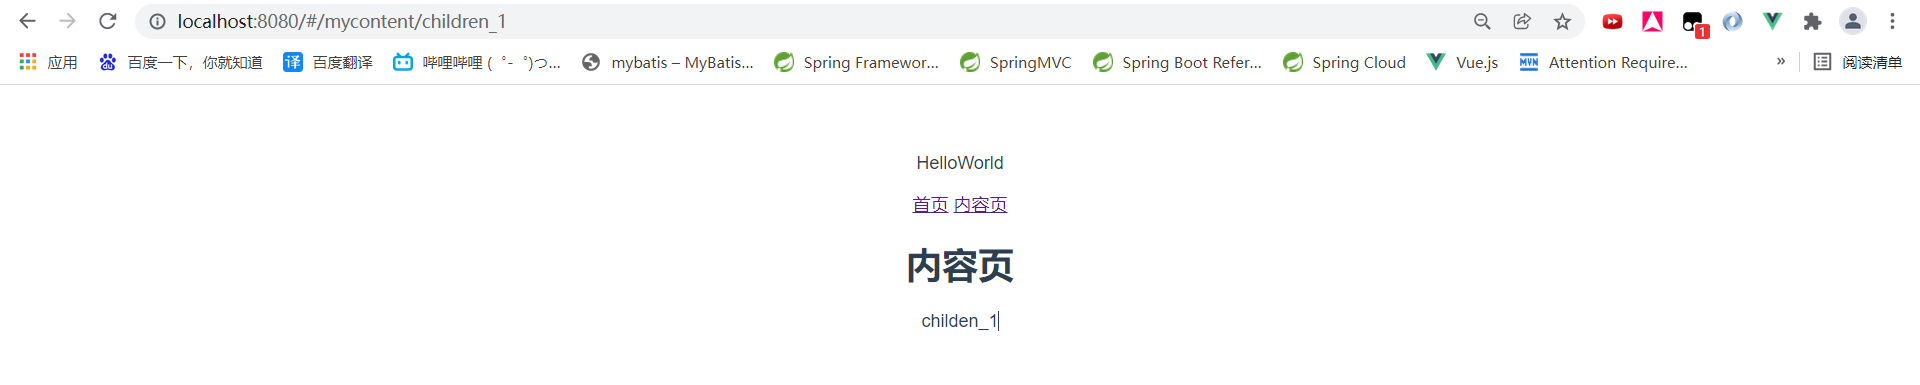 localhost:8080/#/mycontent/children_1
1
应用 百度一下，你就知道 译 百度翻译 哔哩哔哩 (゜-゜)つ... mybatis – MyBatis... Spring Framewor... SpringMVC Spring Boot Refer... Spring Cloud Vue.js MVN Attention Require... » 阅读清单
HelloWorld
首页 内容页
内容页
childen_1